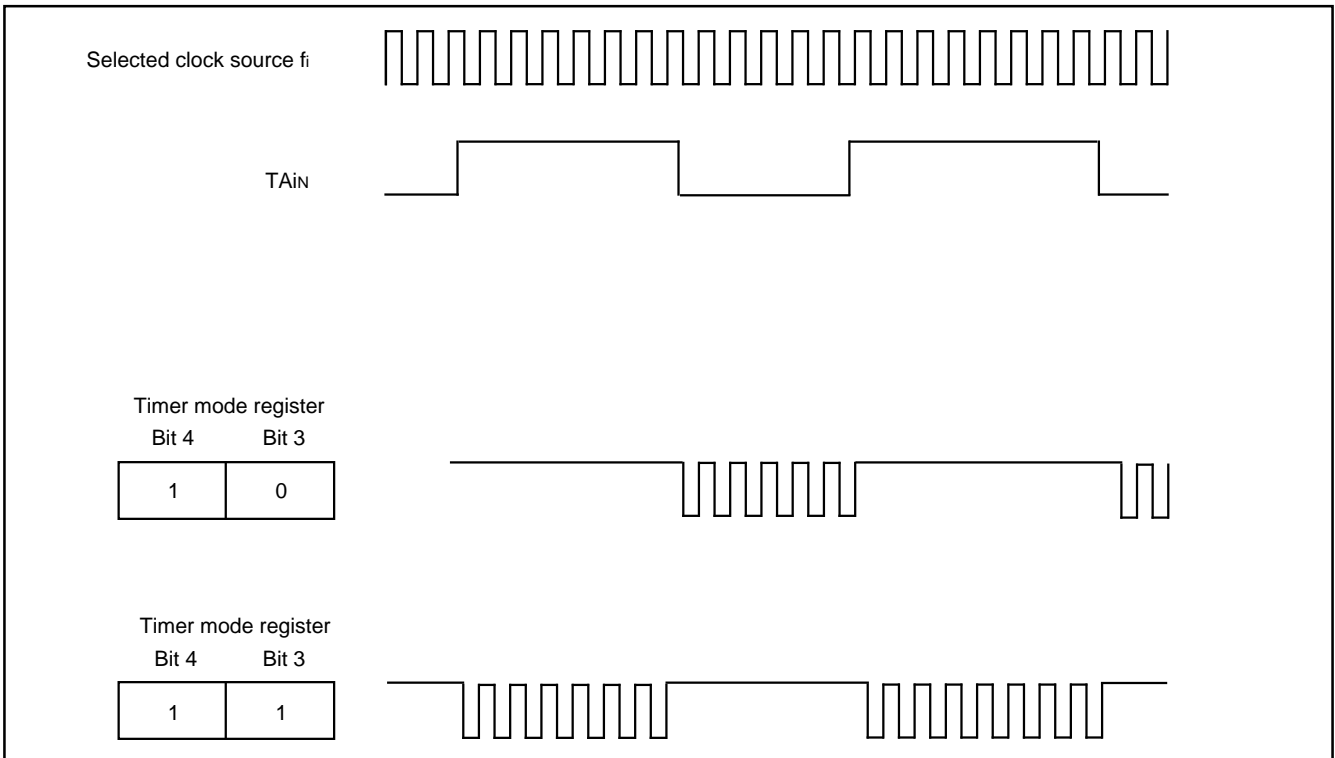 Selected clock source fi
TAiN
Timer mode register
Bit 4 Bit 3
1 0
Timer mode register
Bit 4 Bit 3
1 1